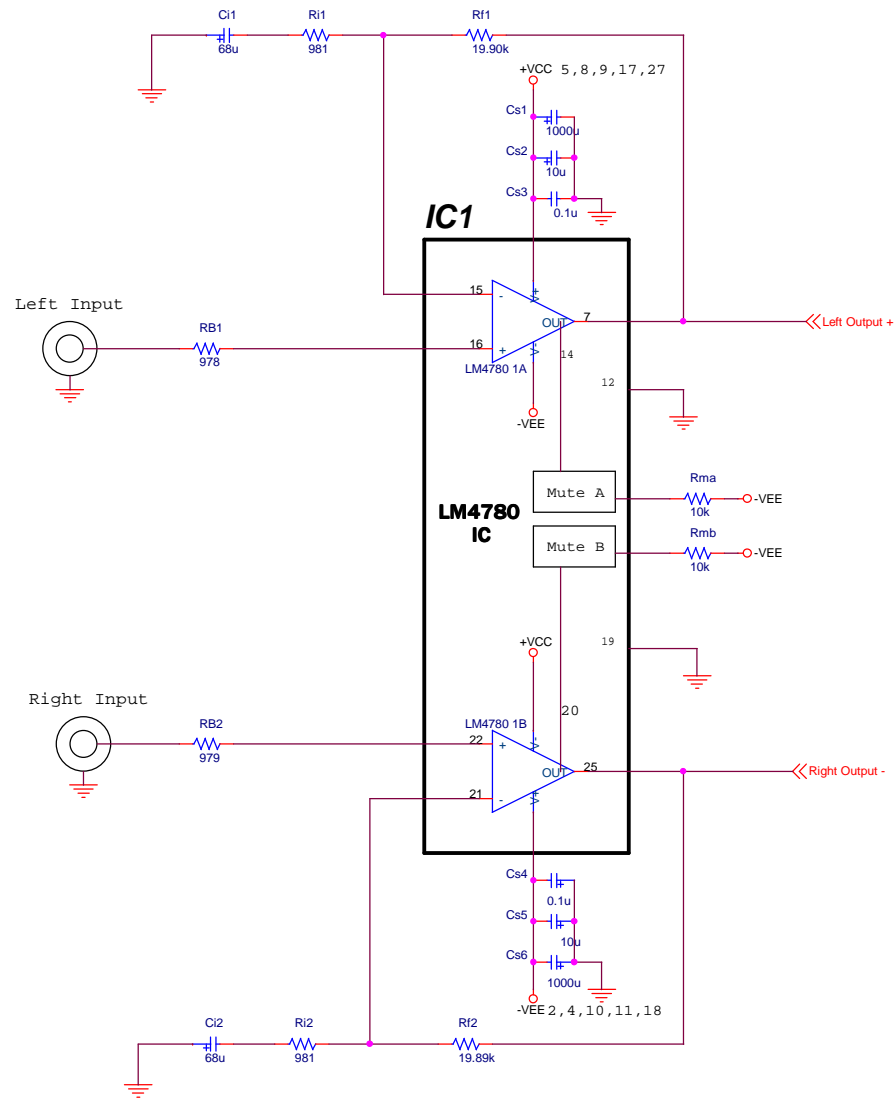 Ci1 Ri1 Rf1
68u 981 19.90k
+VCC 5,8,9,17,27
Cs1
1000u
Cs2
10u
Cs3
0.1u
IC1
Left Input
15 - V+
OUT 7
Left Output +
RB1
978
16 + V-
14
LM4780 1A
12
-VEE
Mute A
Rma
10k
-VEE
LM4780
IC
Mute B
Rmb
10k
-VEE
+VCC
19
Right Input
20
RB2
979
LM4780 1B
22 + V-
OUT 25
Right Output -
21 - V+
Cs4
0.1u
Cs5
10u
Cs6
1000u
-VEE 2,4,10,11,18
Ci2 Ri2 Rf2
68u 981 19.89k